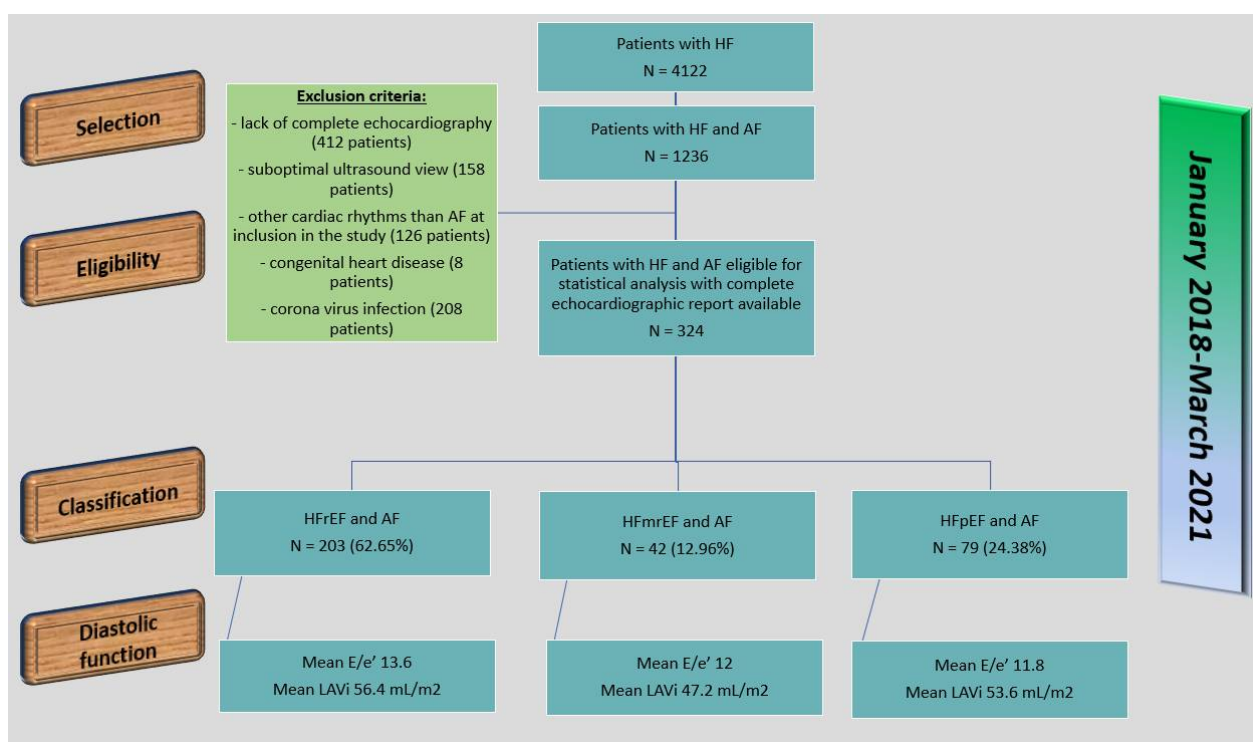 Patients with HF
N = 4122
Selection
Exclusion criteria:
- lack of complete echocardiography
(412 patients)
- suboptimal ultrasound view (158
patients)
- other cardiac rhythms than AF at
inclusion in the study (126 patients)
- congenital heart disease (8
patients)
- corona virus infection (208
patients)
Patients with HF and AF
N = 1236
Eligibility
Patients with HF and AF eligible for
statistical analysis with complete
echocardiographic report available
N = 324
January 2018-March 2021
Classification
HFrEF and AF
N = 203 (62.65%)
HFmrEF and AF
N = 42 (12.96%)
HFpEF and AF
N = 79 (24.38%)
Diastolic
function
Mean E/e’ 13.6
Mean LAVi 56.4 mL/m2
Mean E/e’ 12
Mean LAVi 47.2 mL/m2
Mean E/e’ 11.8
Mean LAVi 53.6 mL/m2